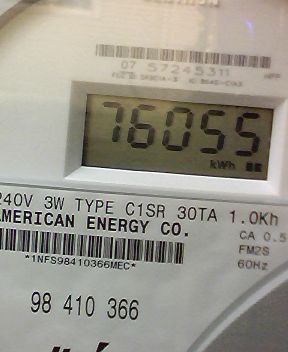 07 57245311
76055
kWh
240V 3W TYPE C1SR 30TA 1.0Kh
AMERICAN ENERGY CO.
CA 0.5
FM2S
*1NFS98410366MEC*
60Hz
98 410 366